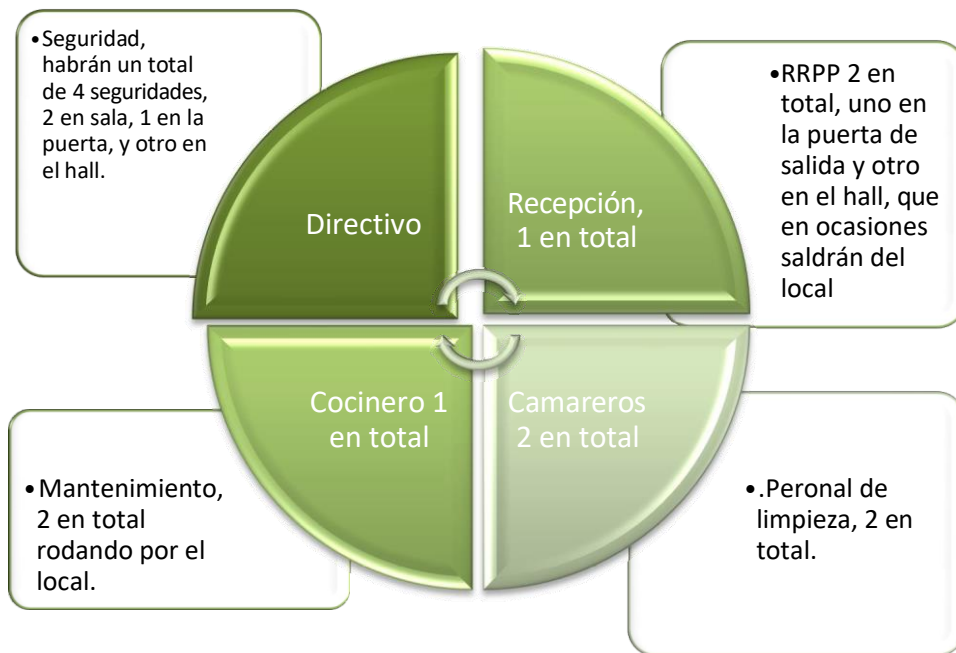 •Seguridad,
habrán un total
de 4 seguridades,
2 en sala, 1 en la
puerta, y otro en
el hall.
Directivo
Recepción,
1 en total
•RRPP 2 en
total, uno en
la puerta de
salida y otro
en el hall, que
en ocasiones
saldrán del
local
•Mantenimiento,
2 en total
rodando por el
local.
Cocinero 1
en total
Camareros
2 en total
•.Peronal de
limpieza, 2 en
total.